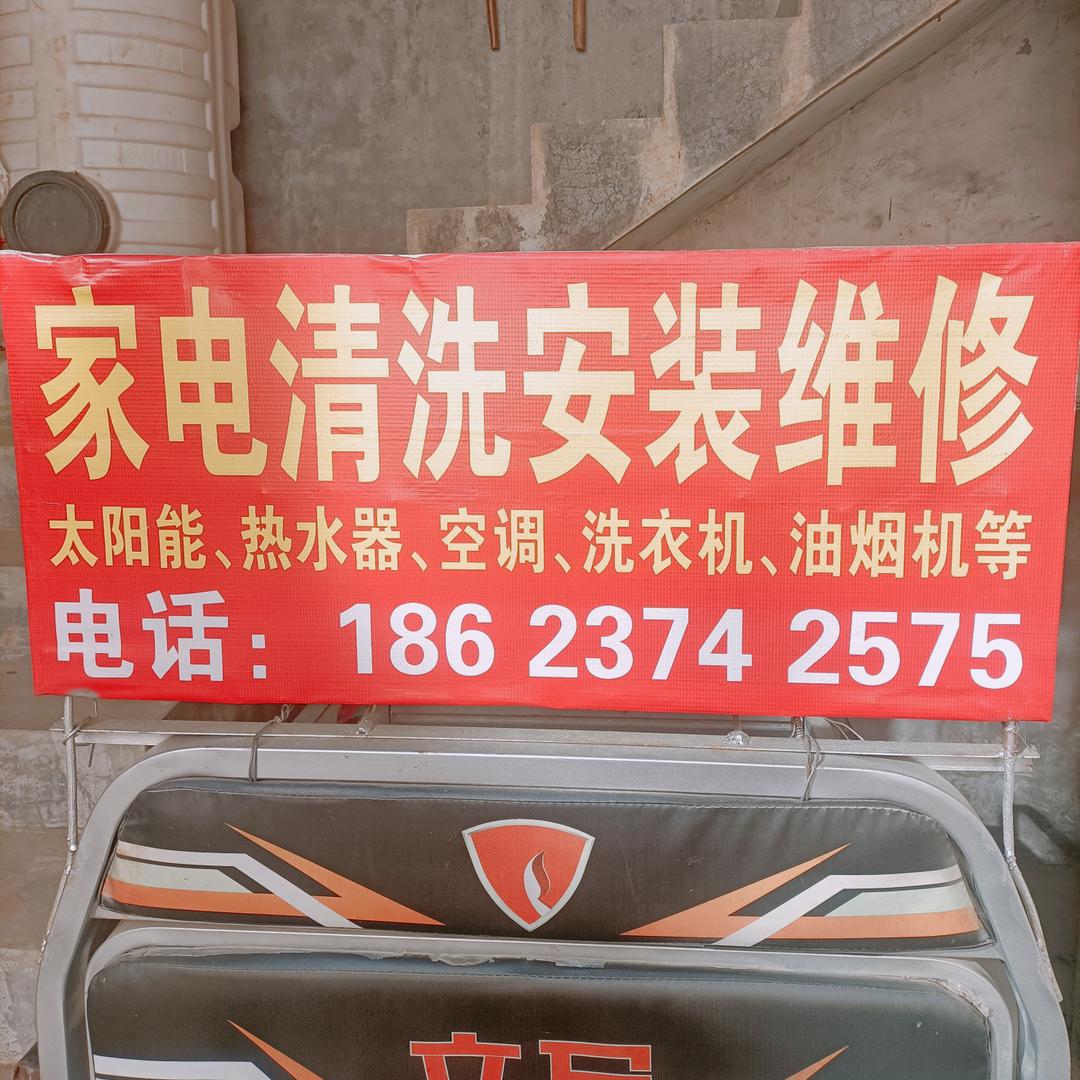 家电清洗安装维修
太阳能、热水器、空调、洗衣机、油烟机等
电话：186 2374 2575